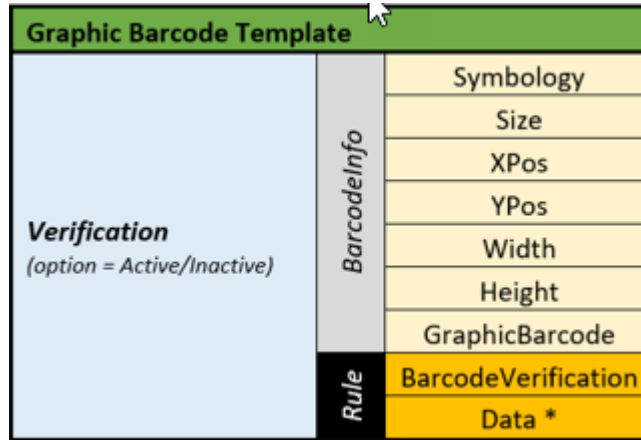 Graphic Barcode Template
Verification
(option = Active/Inactive)
BarcodeInfo
Symbology
Size
XPos
YPos
Width
Height
GraphicBarcode
Rule
BarcodeVerification
Data *